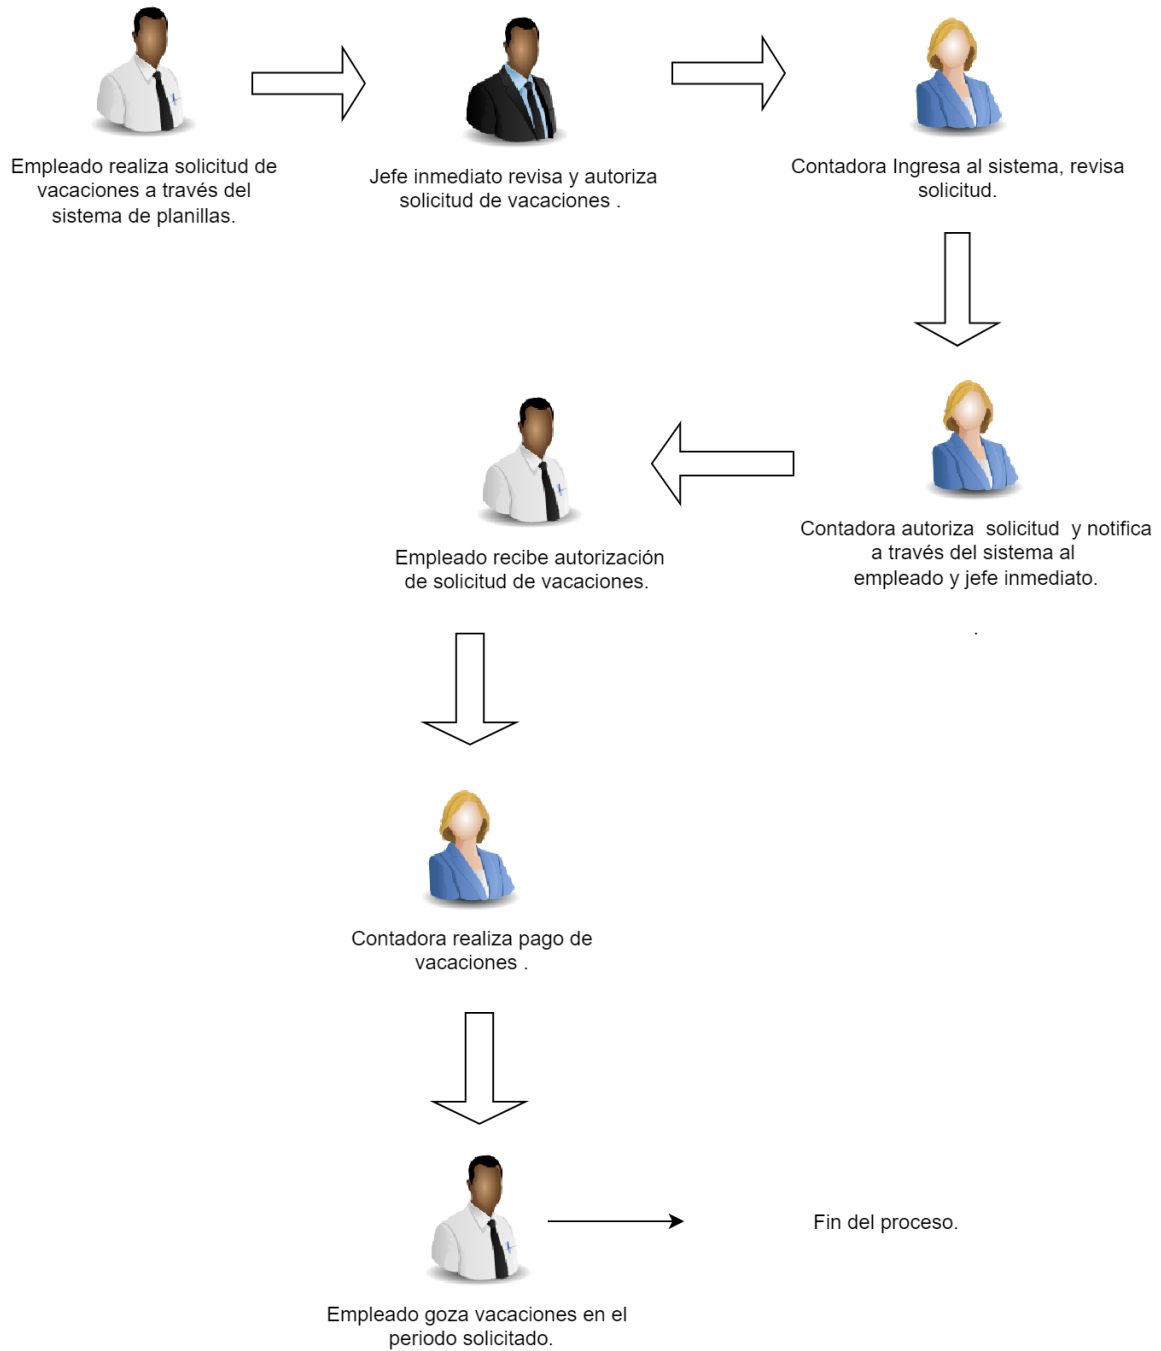 Empleado realiza solicitud de
vacaciones a través del
sistema de planillas.
Jefe inmediato revisa y autoriza
solicitud de vacaciones .
Contadora Ingresa al sistema, revisa
solicitud.
Contadora autoriza  solicitud  y notifica
a través del sistema al
empleado y jefe inmediato.
.
Empleado recibe autorización
de solicitud de vacaciones.
Contadora realiza pago de
vacaciones .
Empleado goza vacaciones en el
periodo solicitado.
Fin del proceso.